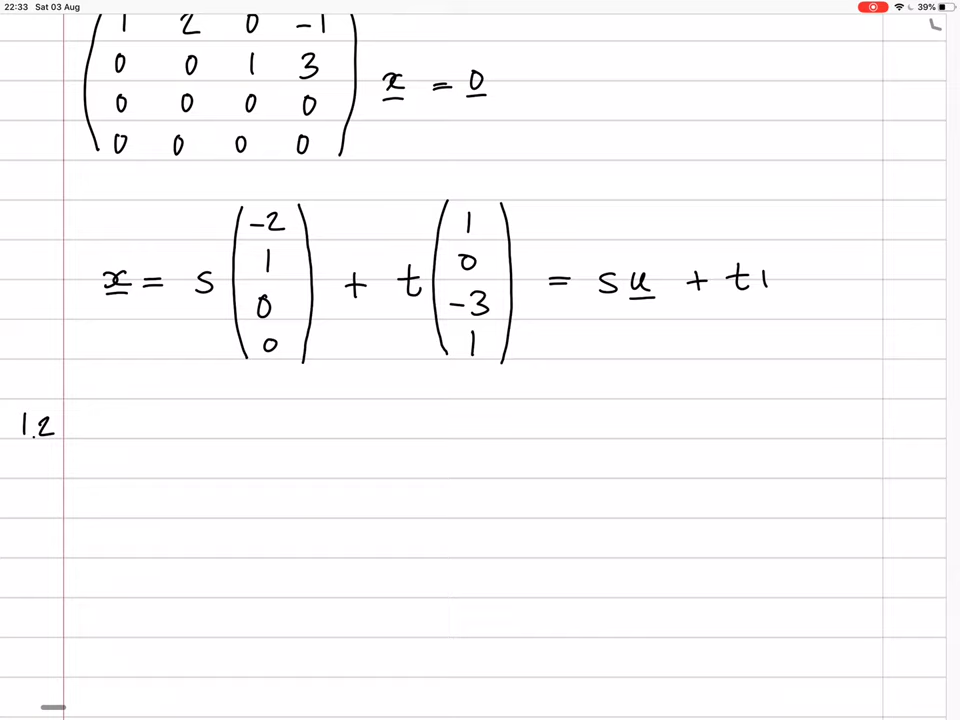 22:33 Sat 03 Aug 39%
1 2 0 -1
0 0 1 3
0 0 0 0
0 0 0 0
x = 0
x = s (-2 1 0 0) + t (1 0 -3 1) = su + t
1.2